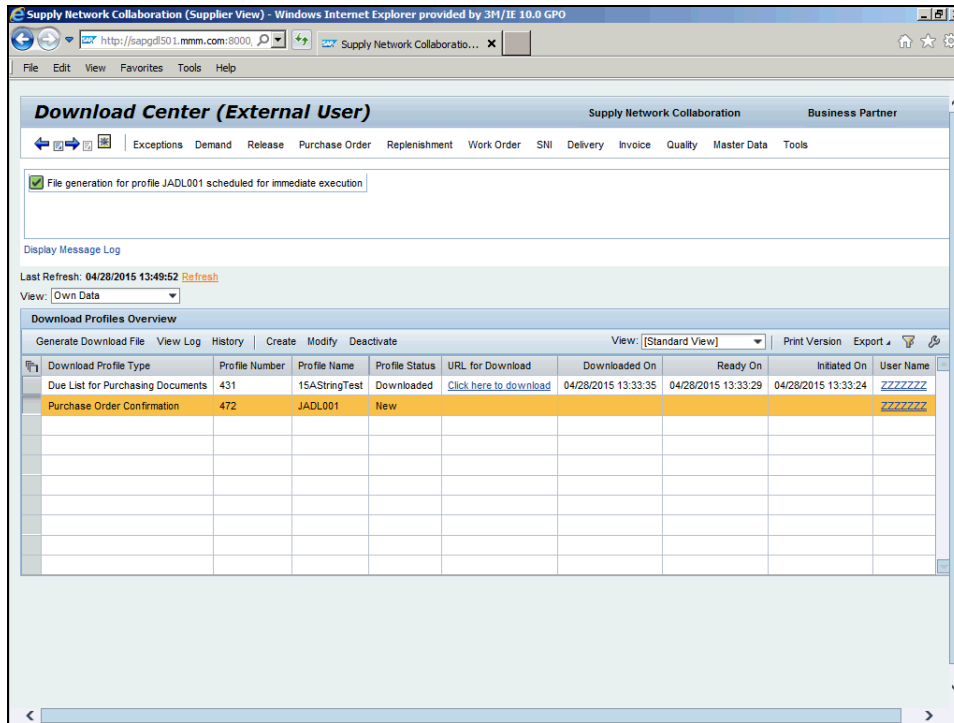 Supply Network Collaboration (Supplier View) - Windows Internet Explorer provided by 3M/IE 10.0 GPO
http://sapgdl501.mmm.com:8000, Supply Network Collaboratio...
File Edit View Favorites Tools Help
Download Center (External User) Supply Network Collaboration Business Partner
Exceptions Demand Release Purchase Order Replenishment Work Order SNI Delivery Invoice Quality Master Data Tools
File generation for profile JADL001 scheduled for immediate execution
Display Message Log
Last Refresh: 04/28/2015 13:49:52 Refresh
View: Own Data
Download Profiles Overview
Generate Download File View Log History Create Modify Deactivate View: [Standard View] Print Version Export
Download Profile Type Profile Number Profile Name Profile Status URL for Download Downloaded On Ready On Initiated On User Name
Due List for Purchasing Documents 431 15AStringTest Downloaded Click here to download 04/28/2015 13:33:35 04/28/2015 13:33:29 04/28/2015 13:33:24 ZZZZZZZ
Purchase Order Confirmation 472 JADL001 New ZZZZZZZ